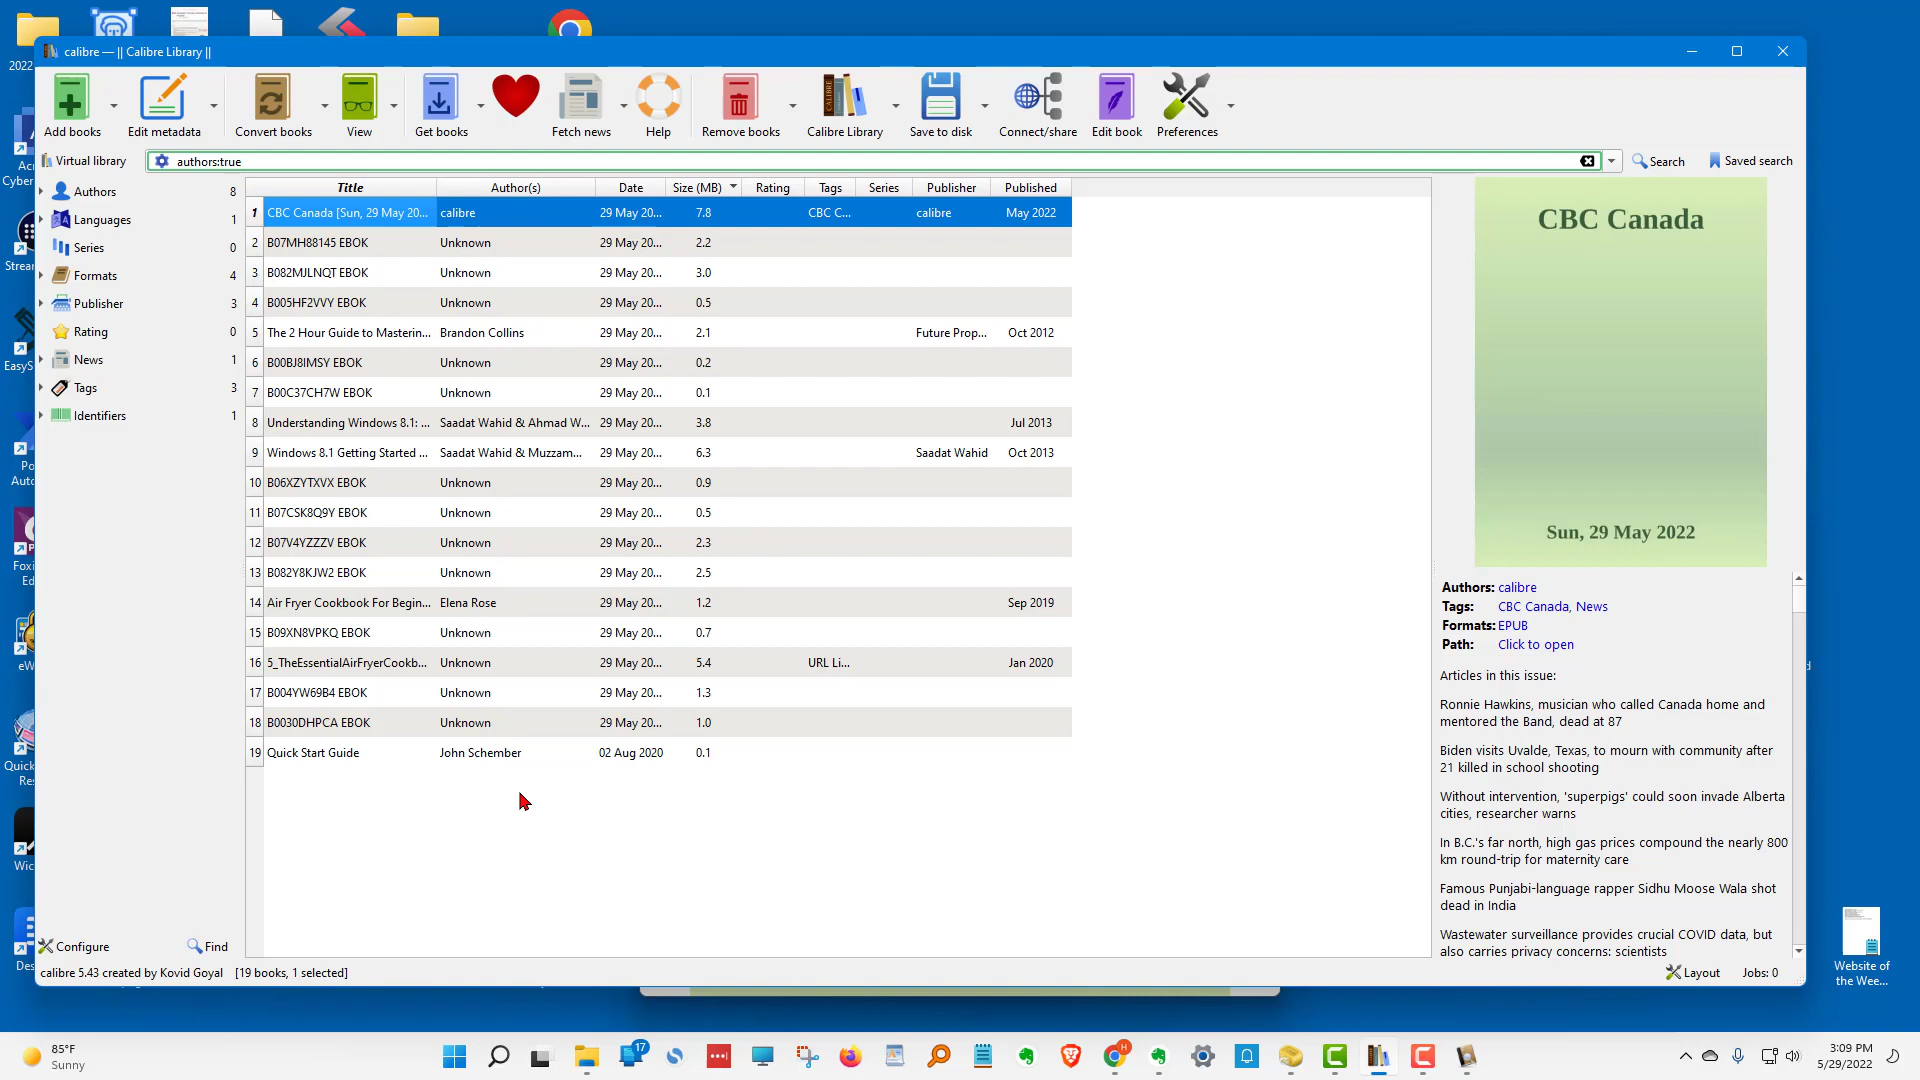 2022
Acr
Cyber
Strea
EasyS
Po
Auto
Foxi
Ed
eW
Quick
Res
Wic
Des
calibre — || Calibre Library ||
Add books
Edit metadata
Convert books
View
Get books
Fetch news
Help
Remove books
Calibre Library
Save to disk
Connect/share
Edit book
Preferences
Virtual library
authors:true
Search
Saved search
Authors 8
Languages 1
Series 0
Formats 4
Publisher 3
Rating 0
News 1
Tags 3
Identifiers 1
Configure
Find
Title Author(s) Date Size (MB) Rating Tags Series Publisher Published
1 CBC Canada [Sun, 29 May 20... calibre 29 May 20... 7.8 CBC C... calibre May 2022
2 B07MH88145 EBOK Unknown 29 May 20... 2.2
3 B082MJLNQT EBOK Unknown 29 May 20... 3.0
4 B005HF2VVY EBOK Unknown 29 May 20... 0.5
5 The 2 Hour Guide to Masterin... Brandon Collins 29 May 20... 2.1 Future Prop... Oct 2012
6 B00BJ8IMSY EBOK Unknown 29 May 20... 0.2
7 B00C37CH7W EBOK Unknown 29 May 20... 0.1
8 Understanding Windows 8.1: ... Saadat Wahid & Ahmad W... 29 May 20... 3.8 Jul 2013
9 Windows 8.1 Getting Started ... Saadat Wahid & Muzzam... 29 May 20... 6.3 Saadat Wahid Oct 2013
10 B06XZYTXVX EBOK Unknown 29 May 20... 0.9
11 B07CSK8Q9Y EBOK Unknown 29 May 20... 0.5
12 B07V4YZZZV EBOK Unknown 29 May 20... 2.3
13 B082Y8KJW2 EBOK Unknown 29 May 20... 2.5
14 Air Fryer Cookbook For Begin... Elena Rose 29 May 20... 1.2 Sep 2019
15 B09XN8VPKQ EBOK Unknown 29 May 20... 0.7
16 5_TheEssentialAirFryerCookb... Unknown 29 May 20... 5.4 URL Li... Jan 2020
17 B004YW69B4 EBOK Unknown 29 May 20... 1.3
18 B0030DHPCA EBOK Unknown 29 May 20... 1.0
19 Quick Start Guide John Schember 02 Aug 2020 0.1
CBC Canada
Sun, 29 May 2022
Authors: calibre
Tags: CBC Canada, News
Formats: EPUB
Path: Click to open
Articles in this issue:
Ronnie Hawkins, musician who called Canada home and
mentored the Band, dead at 87
Biden visits Uvalde, Texas, to mourn with community after
21 killed in school shooting
Without intervention, 'superpigs' could soon invade Alberta
cities, researcher warns
In B.C.'s far north, high gas prices compound the nearly 800
km round-trip for maternity care
Famous Punjabi-language rapper Sidhu Moose Wala shot
dead in India
Wastewater surveillance provides crucial COVID data, but
also carries privacy concerns: scientists
calibre 5.43 created by Kovid Goyal [19 books, 1 selected]
Layout
Jobs: 0
Website of
the Wee...
85°F
Sunny
17
H
3:09 PM
5/29/2022